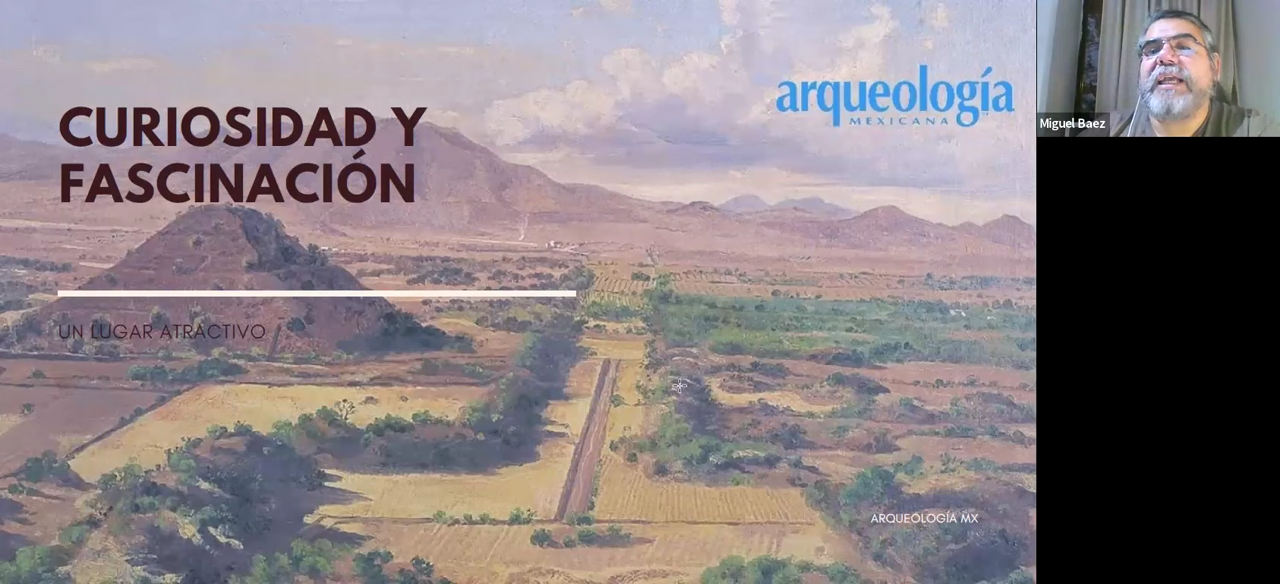 CURIOSIDAD Y
FASCINACIÓN
UN LUGAR ATRACTIVO
arqueología
MEXICANA
ARQUEOLOGÍA MX
Miguel Baez